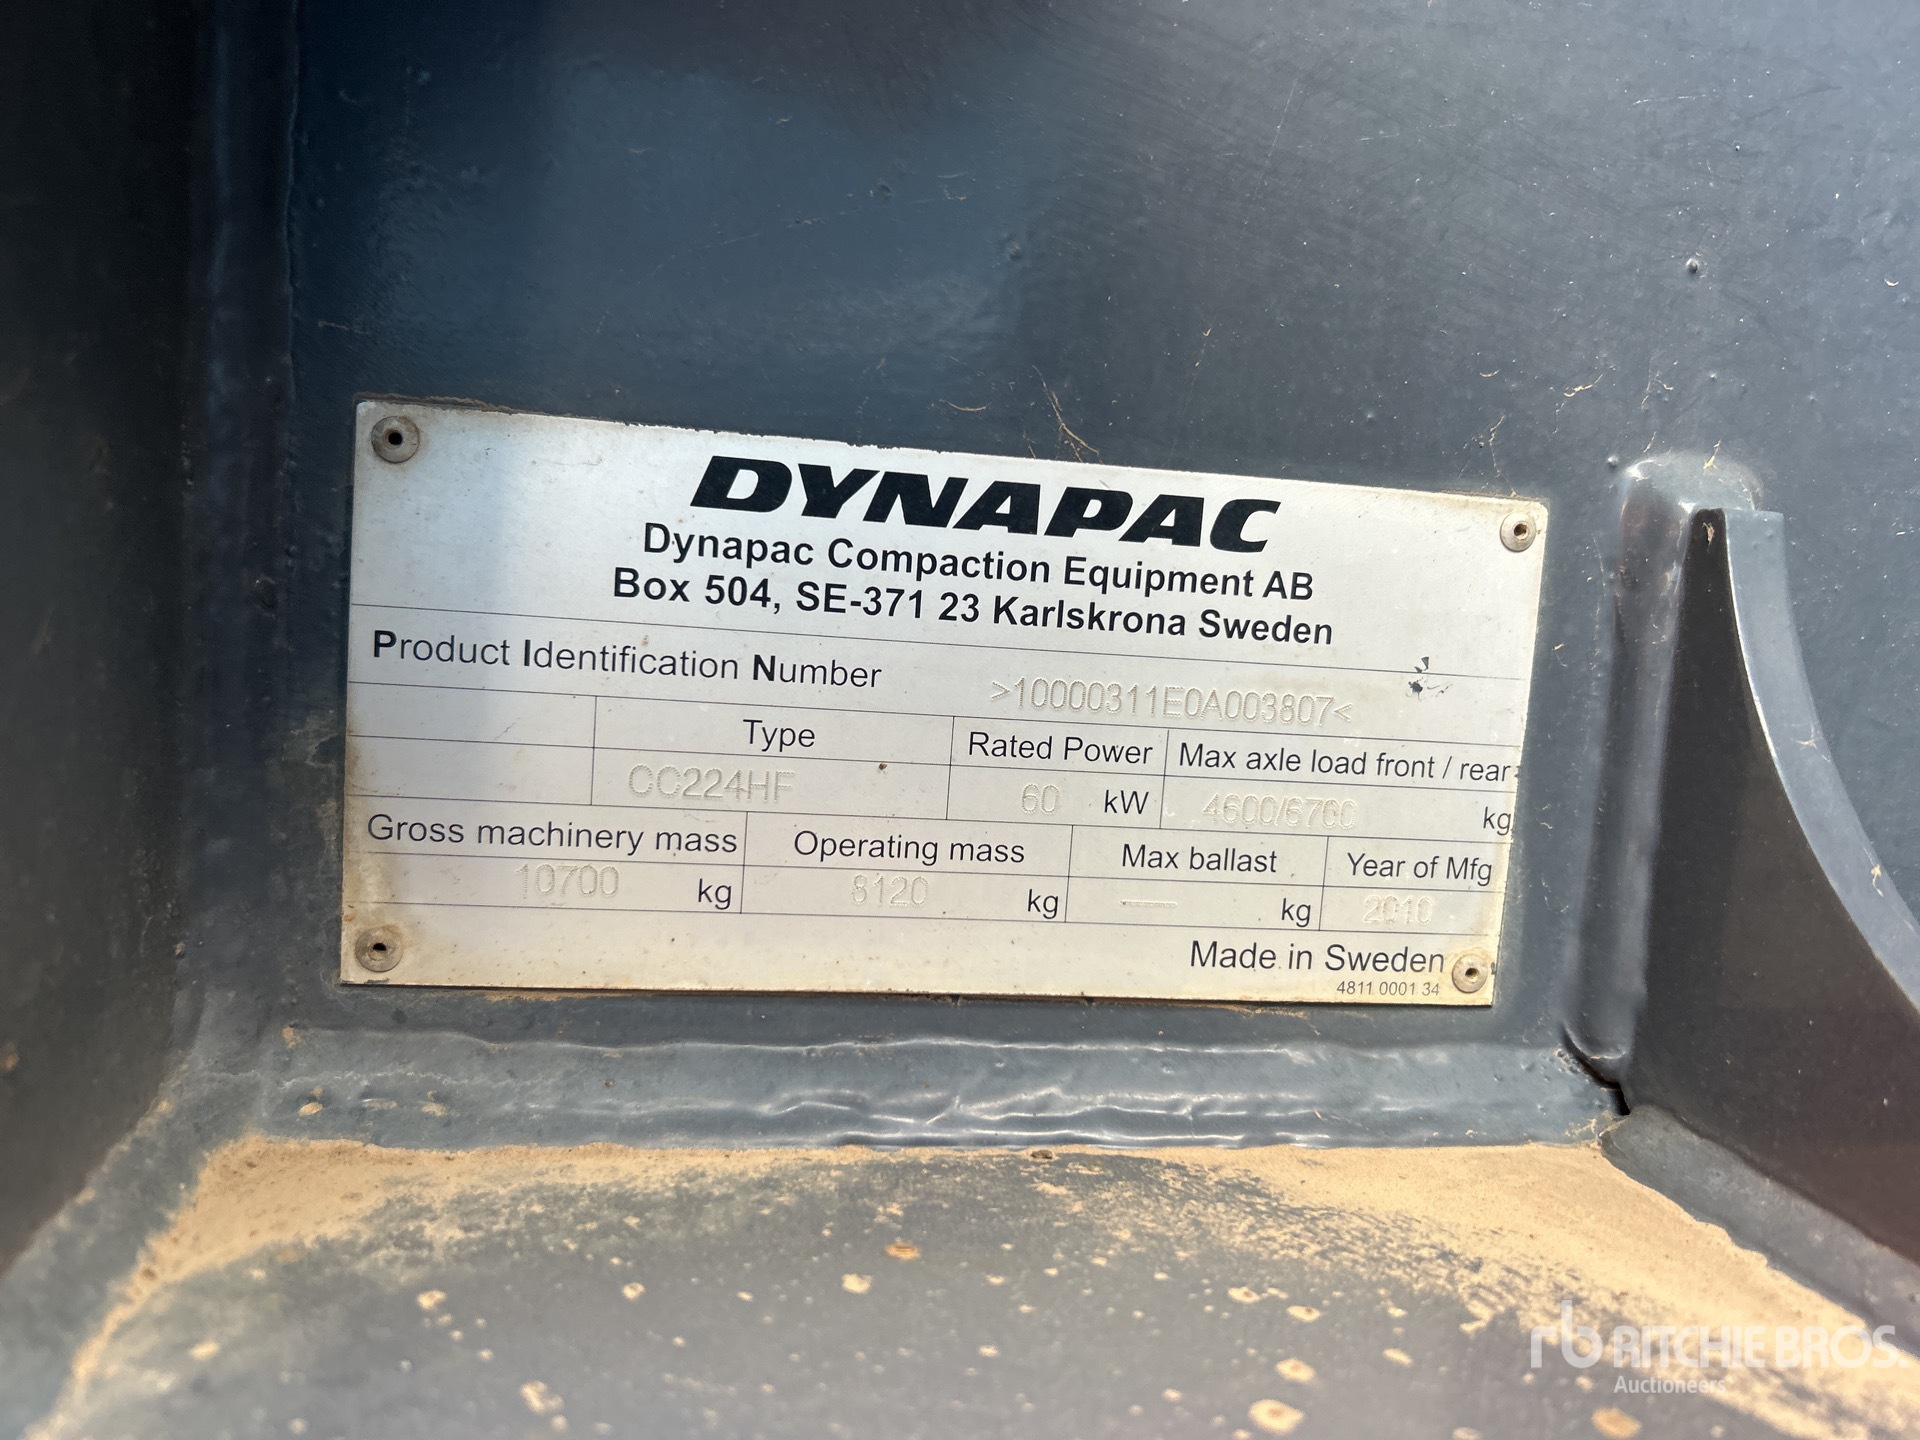 DYNAPAC
Dynapac Compaction Equipment AB
Box 504, SE-371 23 Karlskrona Sweden
Product Identification Number >10000311E0A003807<
Type Rated Power Max axle load front / rear
CC224HF 60 kW 4600/6760 kg
Gross machinery mass Operating mass Max ballast Year of Mfg
10700 kg 8120 kg — kg 2010
Made in Sweden
4811 0001 34
rb RITCHIE BROS.
Auctioneers